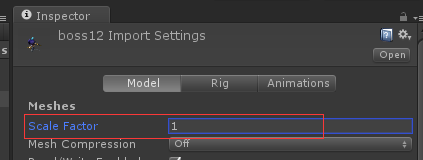 Inspector
boss12 Import Settings
Open
Model Rig Animations
Meshes
Scale Factor 1
Mesh Compression Off